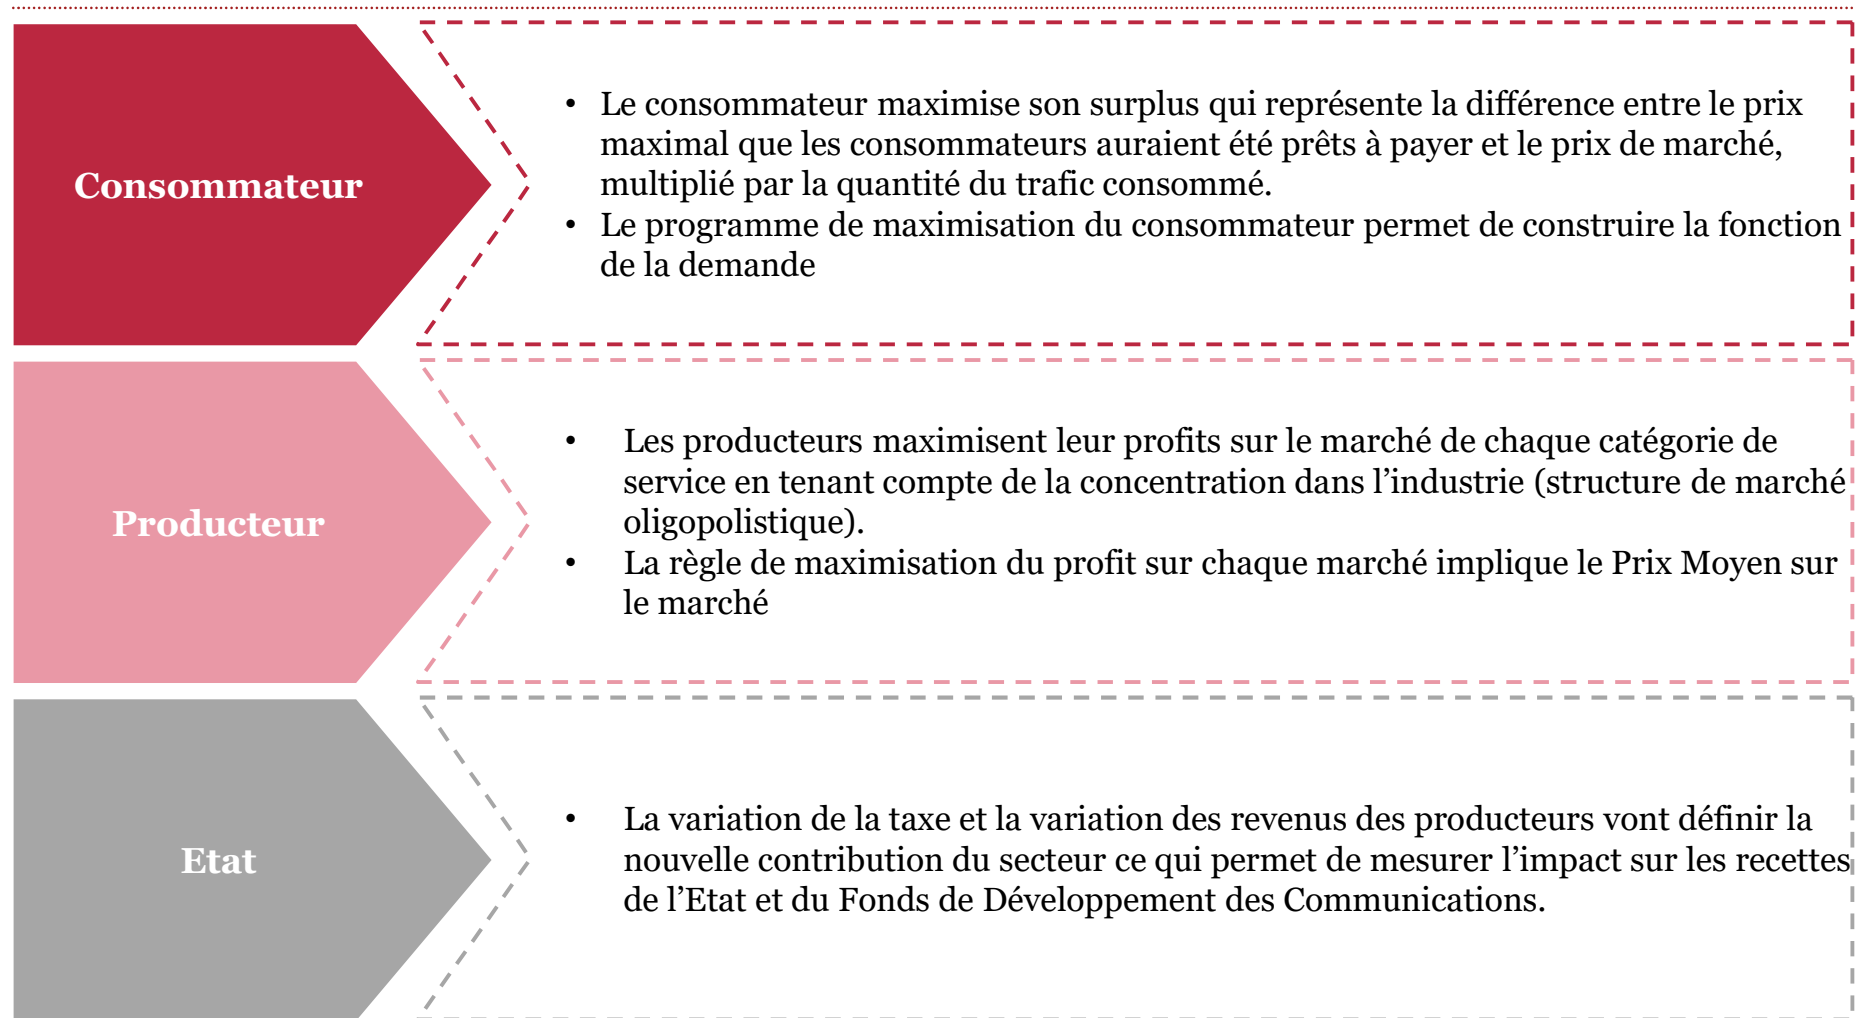 Consommateur
• Le consommateur maximise son surplus qui représente la différence entre le prix
maximal que les consommateurs auraient été prêts à payer et le prix de marché,
multiplié par la quantité du trafic consommé.
• Le programme de maximisation du consommateur permet de construire la fonction
de la demande
Producteur
• Les producteurs maximisent leur profits sur le marché de chaque catégorie de
service en tenant compte de la concentration dans l’industrie (structure de marché
oligopolistique).
• La règle de maximisation du profit sur chaque marché implique le Prix Moyen sur
le marché
Etat
• La variation de la taxe et la variation des revenus des producteurs vont définir la
nouvelle contribution du secteur ce qui permet de mesurer l’impact sur les recettes
de l’Etat et du Fonds de Développement des Communications.